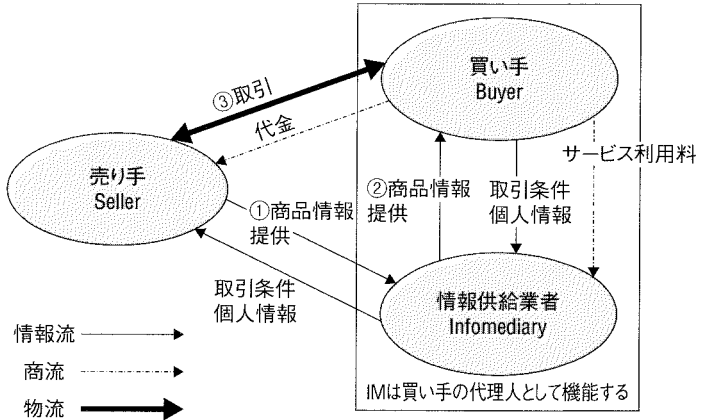 買い手
Buyer
③取引
代金
サービス利用料
売り手
Seller
①商品情報
提供
②商品情報
提供
取引条件
個人情報
取引条件
個人情報
情報供給業者
Infomediary
情報流
商流
物流
IMは買い手の代理人として機能する